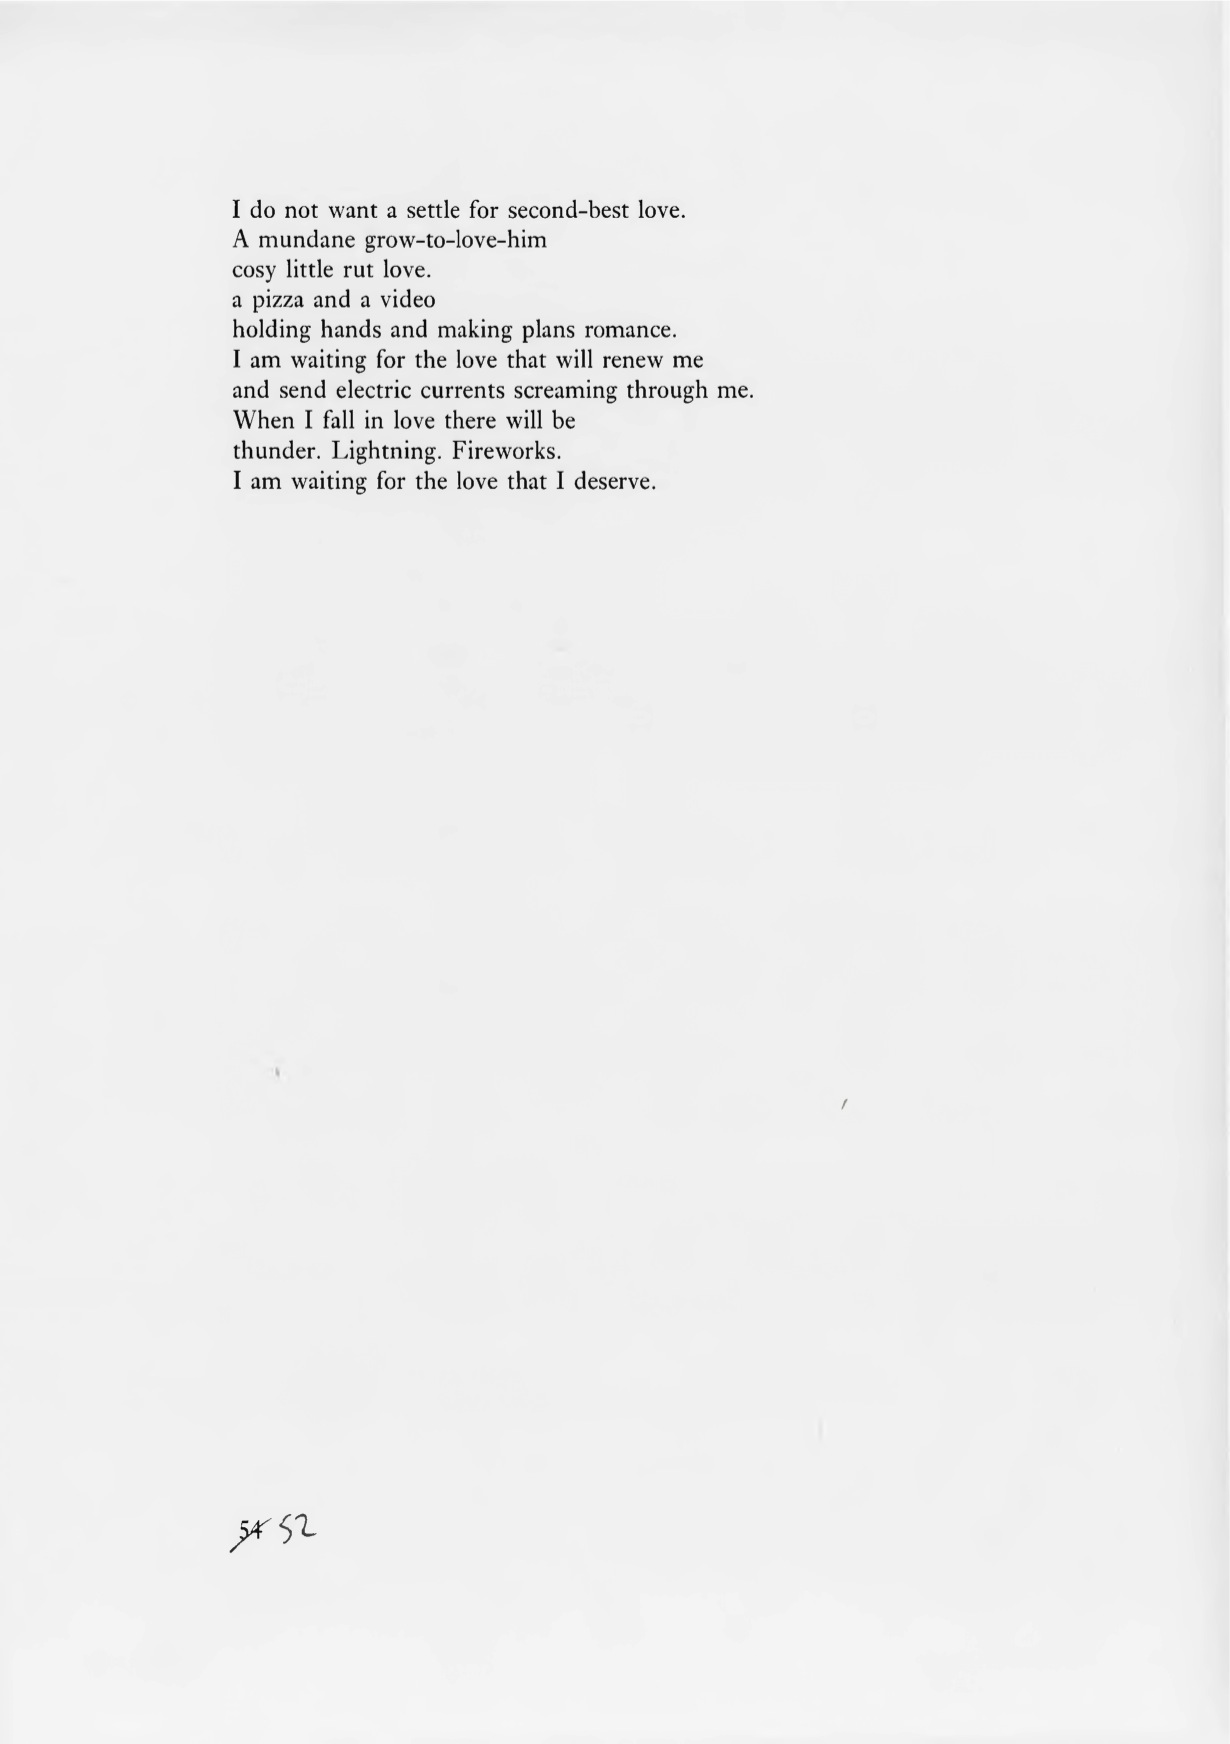 I do not want a settle for second-best love.
A mundane grow-to-love-him
cosy little rut love.
a pizza and a video
holding hands and making plans romance.
I am waiting for the love that will renew me
and send electric currents screaming through me.
When I fall in love there will be
thunder. Lightning. Fireworks.
I am waiting for the love that I deserve.
54 52